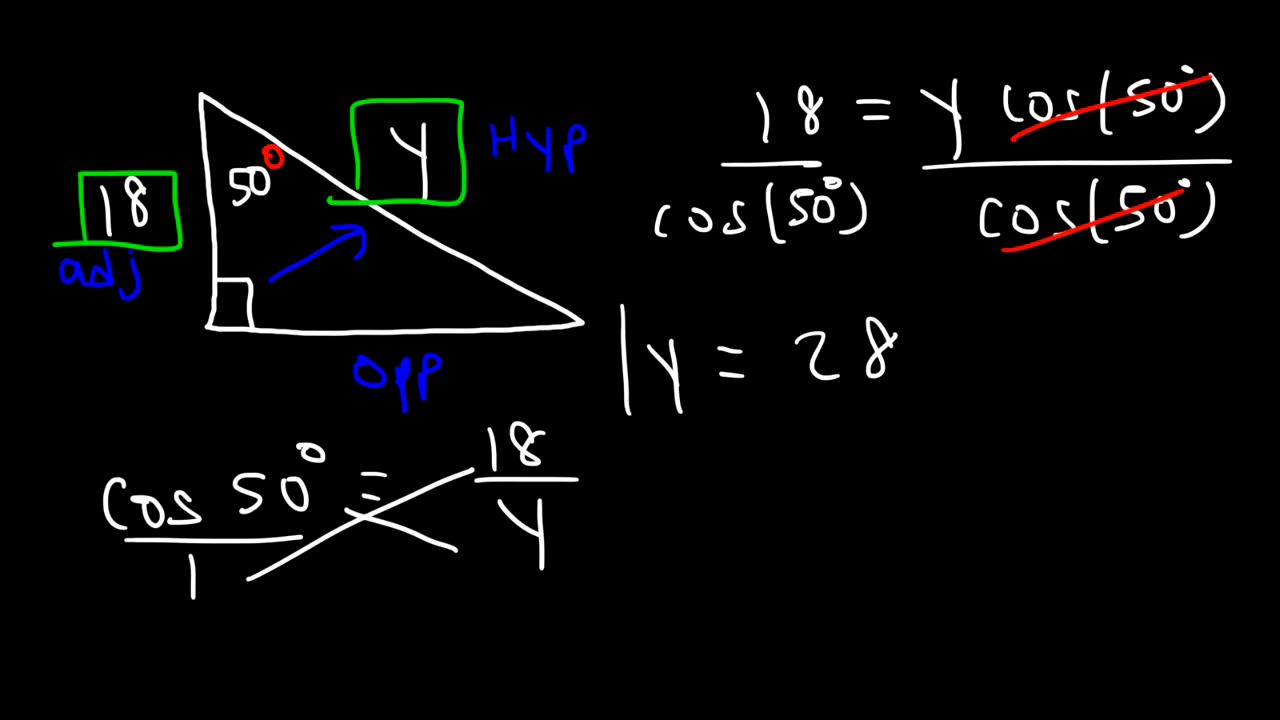 50°
18
adj
Y
Hyp
Opp
cos 50° = 18
1 Y
18 = Y cos(50°)
cos(50°) cos(50°)
Y = 28